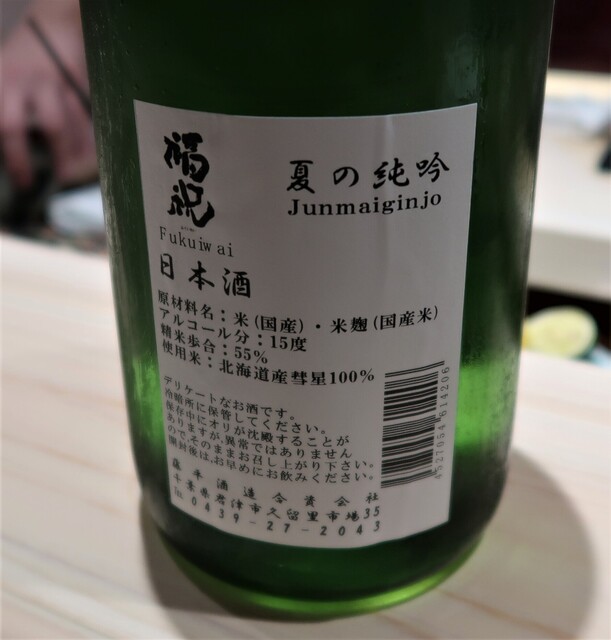 福祝
Fukuiwai
夏の純吟
Junmaiginjo
日本酒
原材料名：米(国産)・米麹(国産米)
アルコール分：15度
精米歩合：55%
使用米：北海道産彗星100%
デリケートなお酒です。
冷暗所に保管してください。
保存中にオリが沈殿することが
ありますが、異常ではありません
ので、そのままお召し上がり下さい。
開封後は、お早めにお飲みください。
藤平酒造合資会社
千葉県君津市久留里市場35
℡ 0439-27-2043
4527054614206